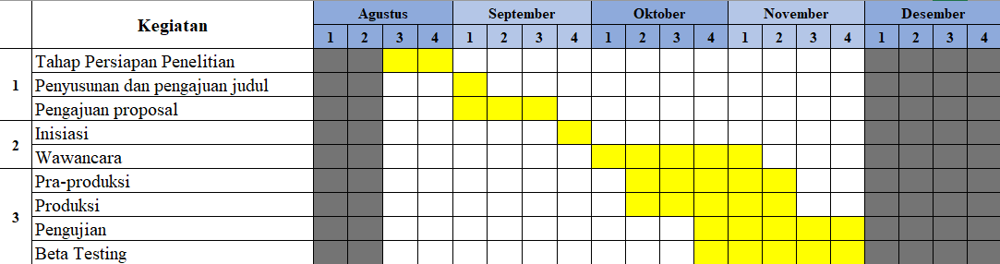 Kegiatan Agustus September Oktober November Desember
1 2 3 4 1 2 3 4 1 2 3 4 1 2 3 4 1 2 3 4
1
Tahap Persiapan Penelitian
Penyusunan dan pengajuan judul
Pengajuan proposal
2
Inisiasi
Wawancara
3
Pra-produksi
Produksi
Pengujian
Beta Testing